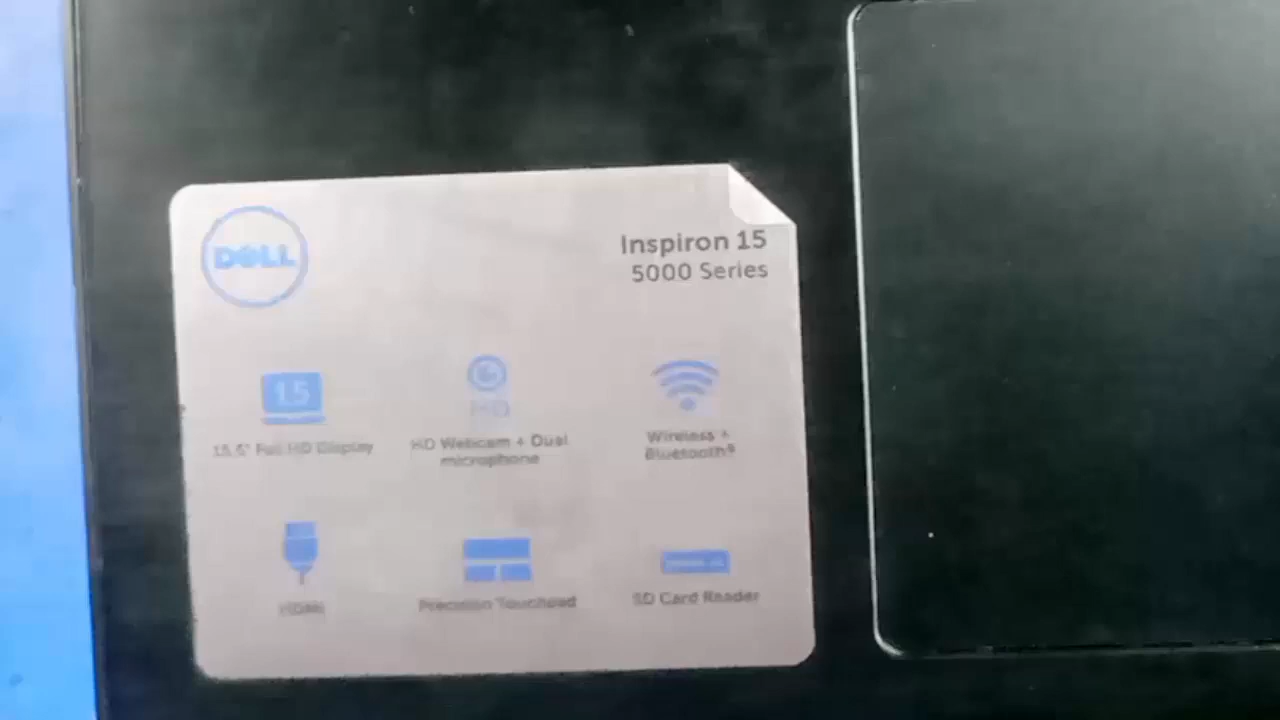 DELL
Inspiron 15
5000 Series
15
15.6" Full HD Display
HD
HD Webcam + Dual
microphone
Wireless +
Bluetooth®
HDMI
Precision Touchpad
SD Card Reader